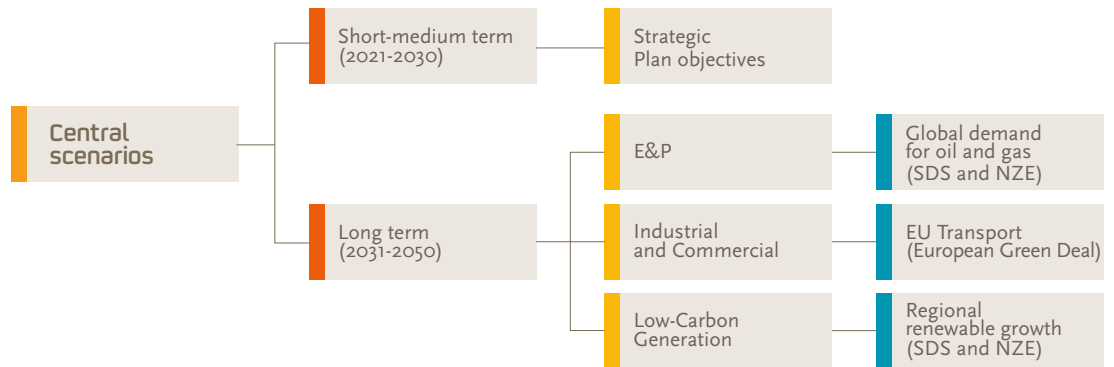 Short-medium term
(2021-2030)
Strategic
Plan objectives
Central
scenarios
E&P
Global demand
for oil and gas
(SDS and NZE)
Long term
(2031-2050)
Industrial
and Commercial
EU Transport
(European Green Deal)
Low-Carbon
Generation
Regional
renewable growth
(SDS and NZE)